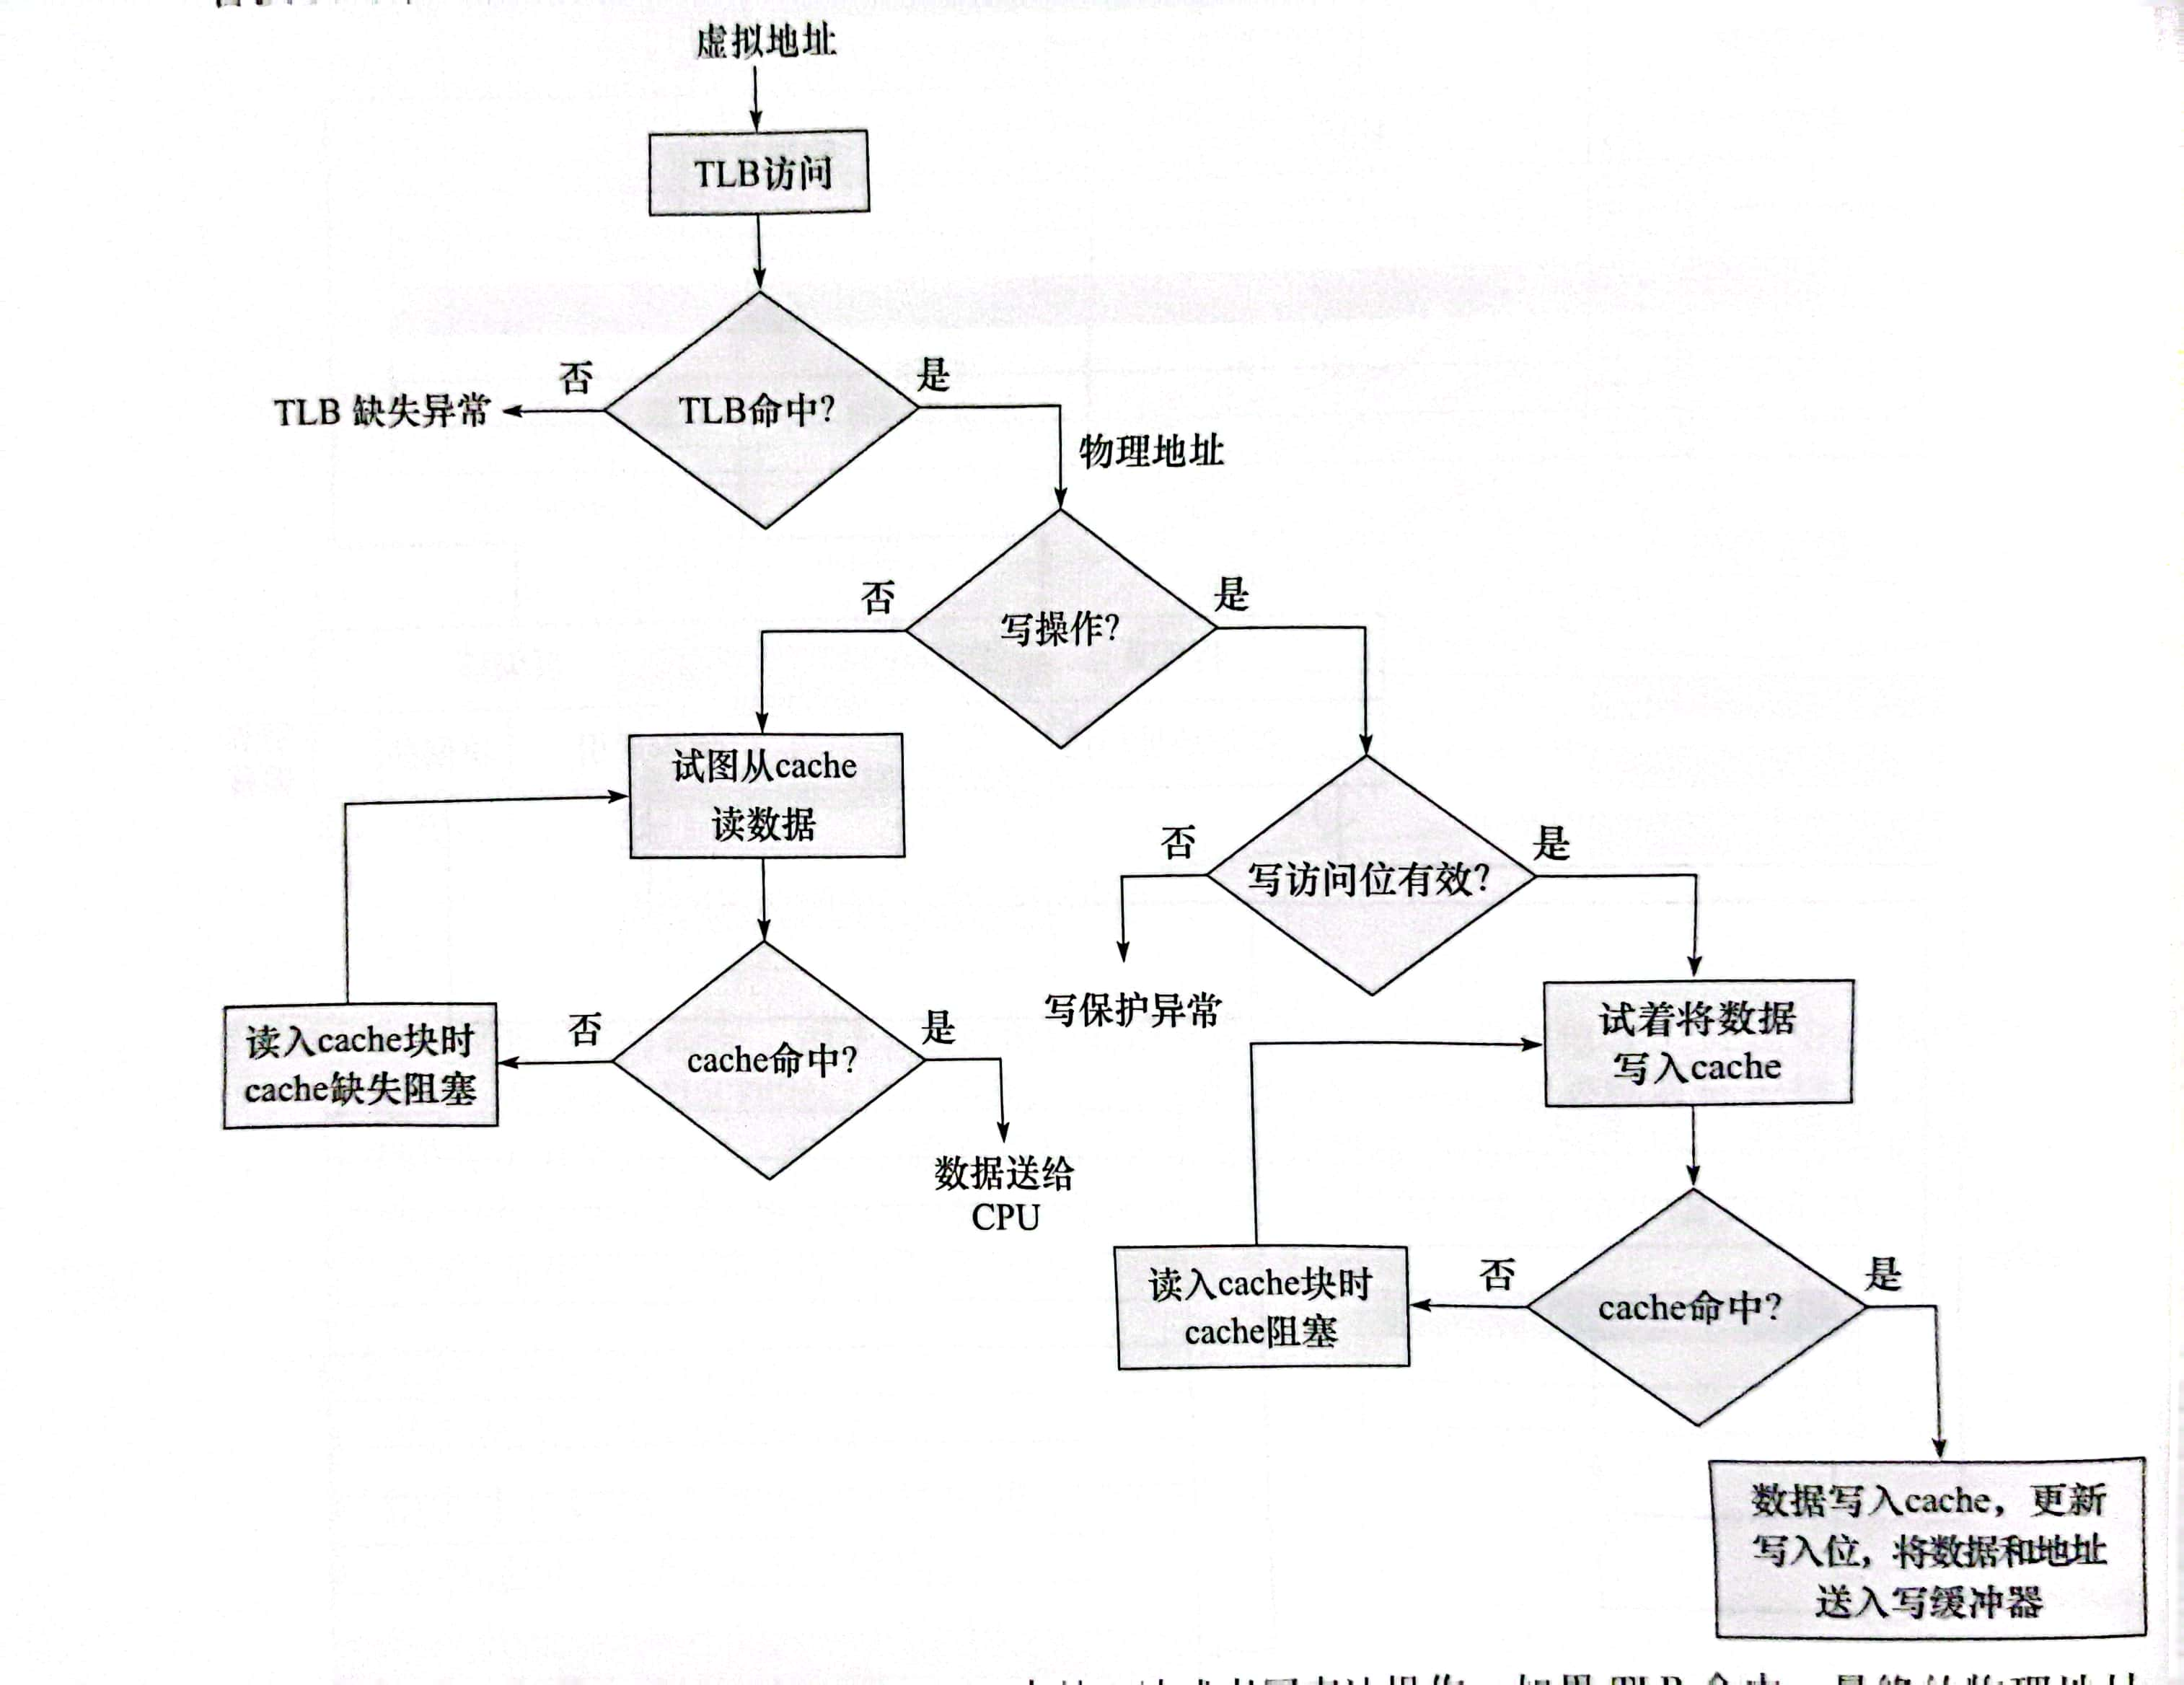 虚拟地址
TLB访问
TLB命中?
否
是
TLB 缺失异常
物理地址
写操作?
否
是
试图从cache
读数据
写访问位有效?
否
是
写保护异常
cache命中?
否
是
读入cache块时
cache缺失阻塞
数据送给
CPU
试着将数据
写入cache
cache命中?
否
是
读入cache块时
cache阻塞
数据写入cache，更新
写入位，将数据和地址
送入写缓冲器